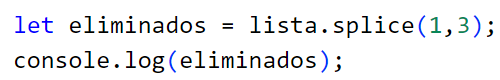 let eliminados = lista.splice(1,3);
console.log(eliminados);